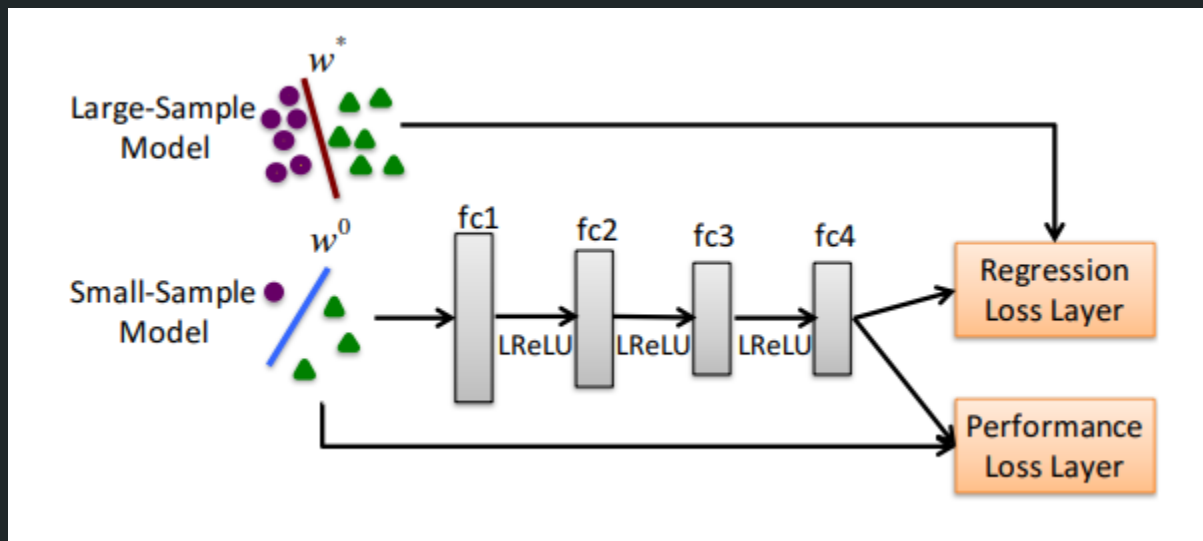 w*
Large-Sample
Model
w⁰
Small-Sample
Model
fc1
fc2
fc3
fc4
LReLU
LReLU
LReLU
Regression
Loss Layer
Performance
Loss Layer